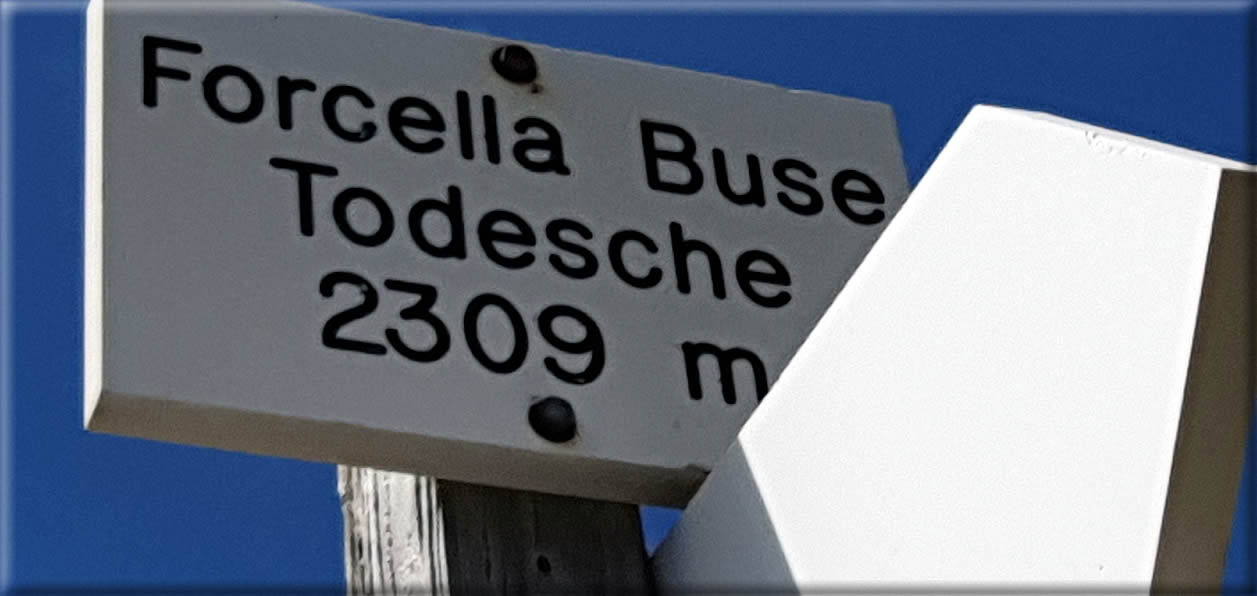 Forcella Buse
Todesche
2309 m